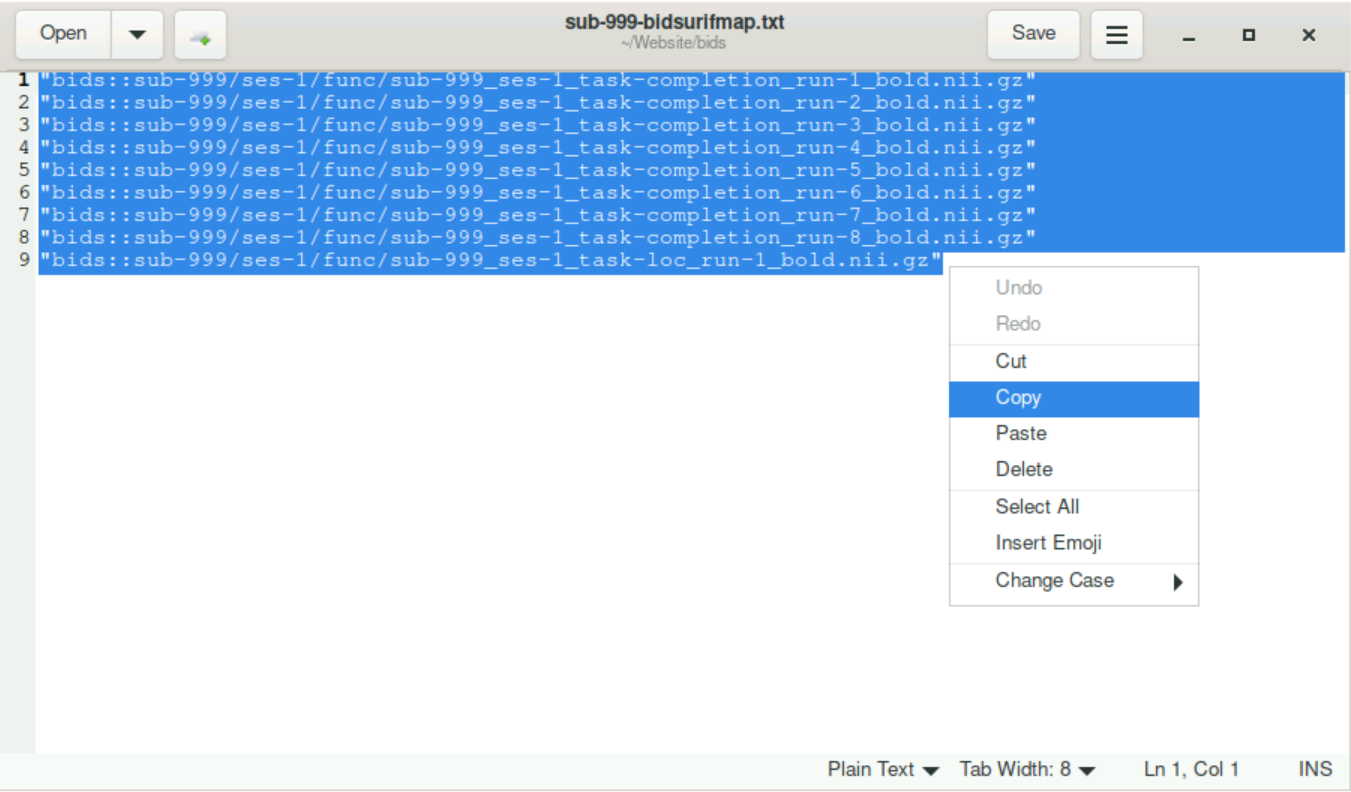 Open
sub-999-bidsurifmap.txt
~/Website/bids
Save
1 "bids::sub-999/ses-1/func/sub-999_ses-1_task-completion_run-1_bold.nii.gz"
2 "bids::sub-999/ses-1/func/sub-999_ses-1_task-completion_run-2_bold.nii.gz"
3 "bids::sub-999/ses-1/func/sub-999_ses-1_task-completion_run-3_bold.nii.gz"
4 "bids::sub-999/ses-1/func/sub-999_ses-1_task-completion_run-4_bold.nii.gz"
5 "bids::sub-999/ses-1/func/sub-999_ses-1_task-completion_run-5_bold.nii.gz"
6 "bids::sub-999/ses-1/func/sub-999_ses-1_task-completion_run-6_bold.nii.gz"
7 "bids::sub-999/ses-1/func/sub-999_ses-1_task-completion_run-7_bold.nii.gz"
8 "bids::sub-999/ses-1/func/sub-999_ses-1_task-completion_run-8_bold.nii.gz"
9 "bids::sub-999/ses-1/func/sub-999_ses-1_task-loc_run-1_bold.nii.gz"
Undo
Redo
Cut
Copy
Paste
Delete
Select All
Insert Emoji
Change Case
Plain Text Tab Width: 8 Ln 1, Col 1 INS